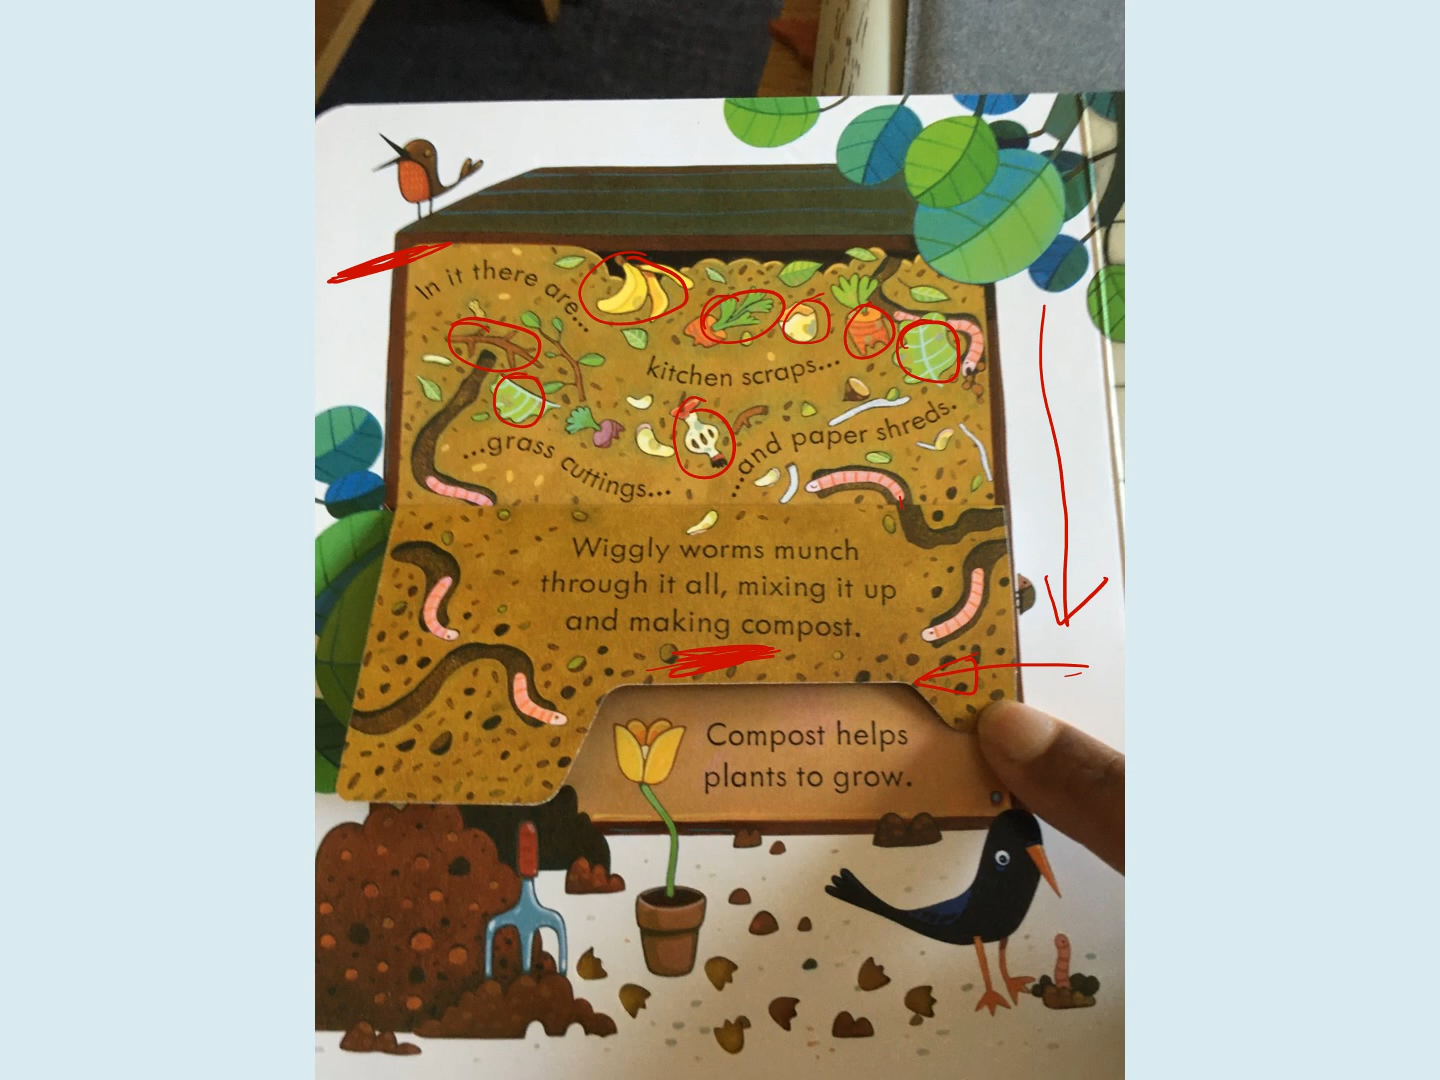 In it there are...
kitchen scraps...
...grass cuttings...
...and paper shreds.
Wiggly worms munch
through it all, mixing it up
and making compost.
Compost helps
plants to grow.